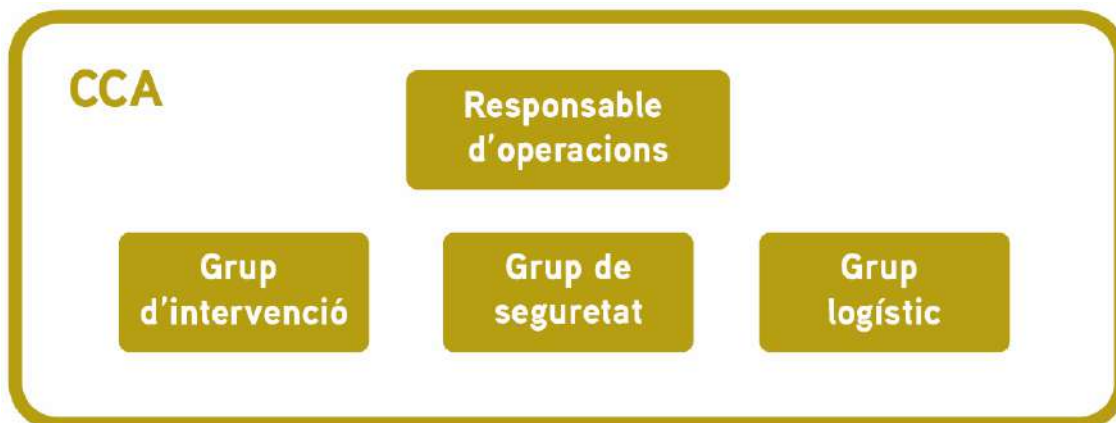 CCA
Responsable
d'operacions
Grup
d'intervenció
Grup de
seguretat
Grup
logístic